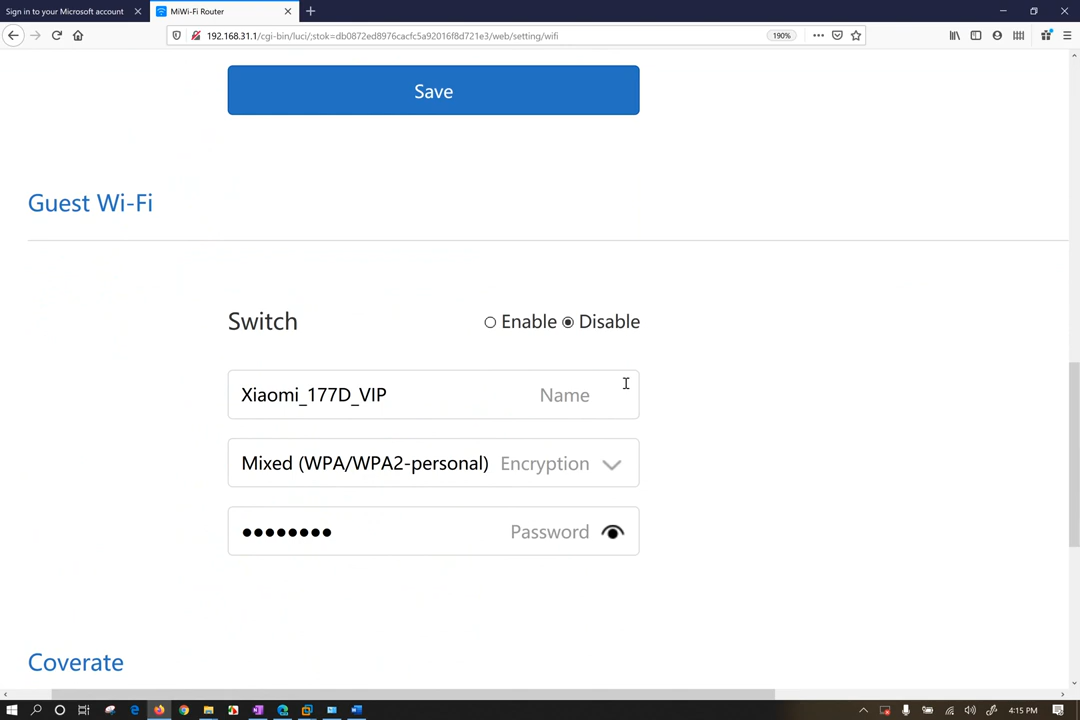 Sign in to your Microsoft account
MiWi-Fi Router
192.168.31.1/cgi-bin/luci/;stok=db0872ed8976cacfc5a92016f8d721e3/web/setting/wifi
190%
Save
Guest Wi-Fi
Switch Enable Disable
Xiaomi_177D_VIP Name
Mixed (WPA/WPA2-personal) Encryption
●●●●●●●● Password
Coverate
4:15 PM